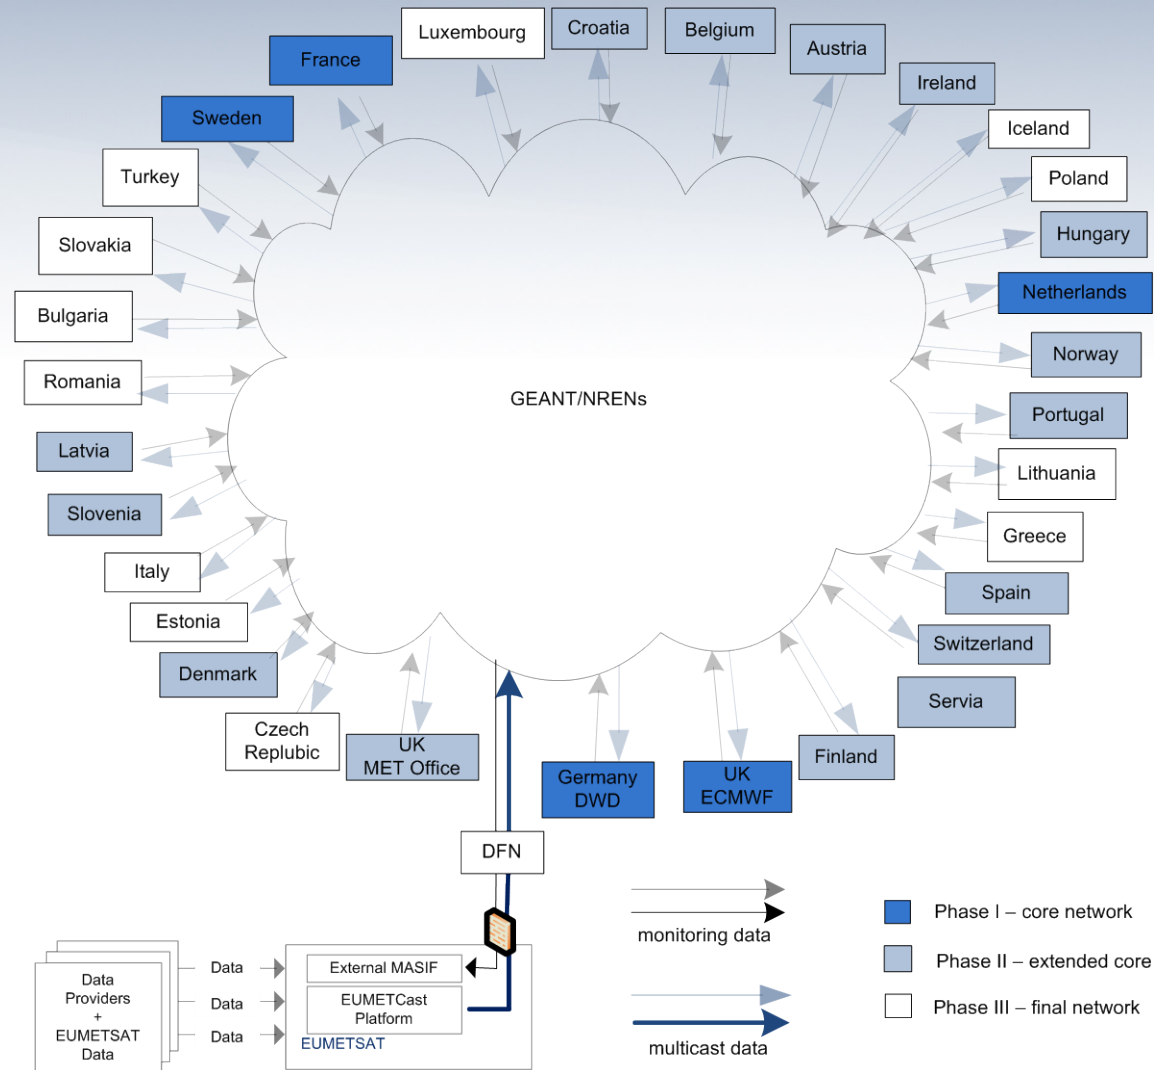 Luxembourg
Croatia
Belgium
Austria
France
Ireland
Sweden
Iceland
Turkey
Poland
Slovakia
Hungary
Bulgaria
Netherlands
Romania
Norway
GEANT/NRENs
Latvia
Portugal
Slovenia
Lithuania
Italy
Greece
Estonia
Spain
Denmark
Switzerland
Czech
Replubic
UK
MET Office
Servia
Germany
DWD
UK
ECMWF
Finland
DFN
monitoring data
multicast data
Phase I – core network
Phase II – extended core
Phase III – final network
Data
Providers
+
EUMETSAT
Data
Data
Data
Data
External MASIF
EUMETCast
Platform
EUMETSAT